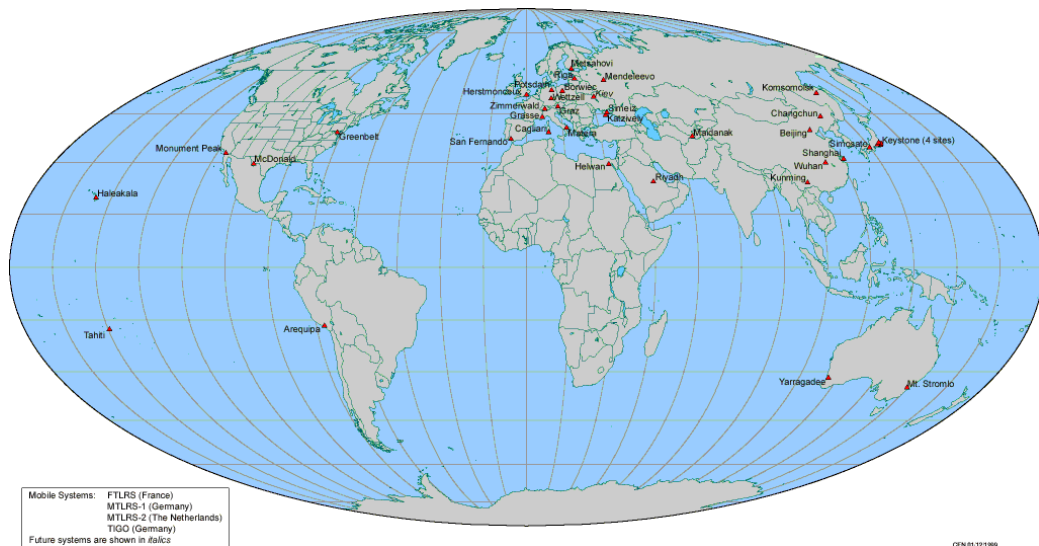 Metsahovi
Riga
Mendeleevo
Potsdam
Borwiec
Herstmonceux
Wettzell
Kiev
Komsomolsk
Zimmerwald
Graz
Simeiz
Grasse
Katzively
Changchun
Greenbelt
Cagliari
Matera
Maidanak
Beijing
San Fernando
Simosato
Keystone (4 sites)
Monument Peak
Shanghai
McDonald
Helwan
Wuhan
Riyadh
Kunming
Haleakala
Tahiti
Arequipa
Yarragadee
Mt. Stromlo
Mobile Systems: FTLRS (France)
MTLRS-1 (Germany)
MTLRS-2 (The Netherlands)
TIGO (Germany)
Future systems are shown in italics